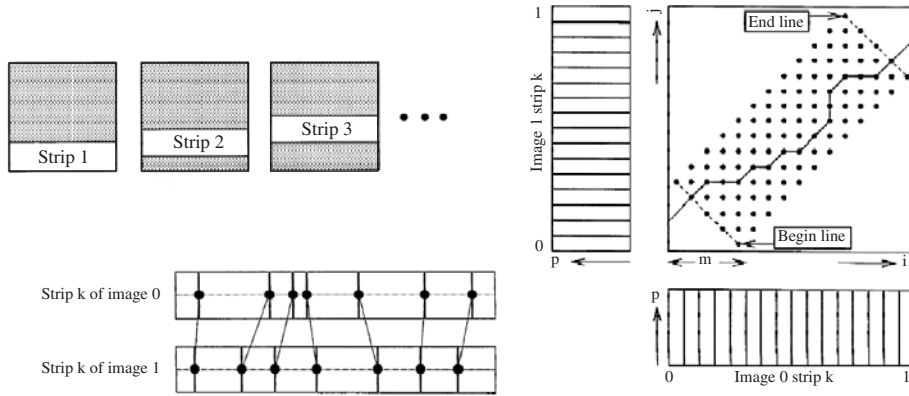 Strip 1
Strip 2
Strip 3
Strip k of image 0
Strip k of image 1
1
Image 1 strip k
0
p
j
End line
Begin line
m
i
p
0
Image 0 strip k
1